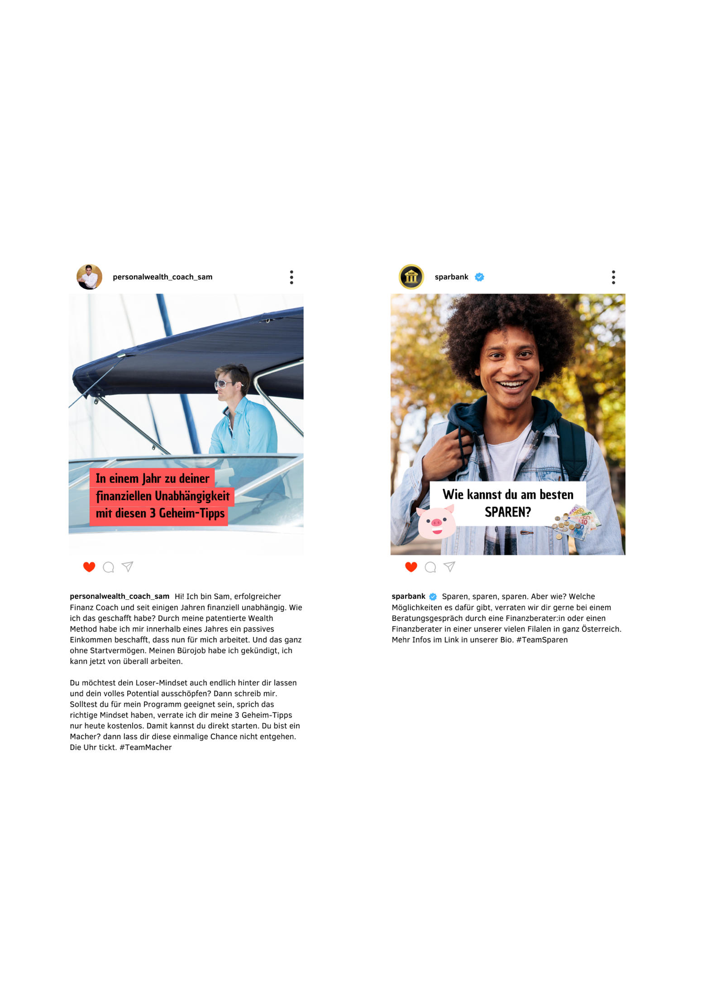 personalwealth_coach_sam
In einem Jahr zu deiner
finanziellen Unabhängigkeit
mit diesen 3 Geheim-Tipps
personalwealth_coach_sam Hi! Ich bin Sam, erfolgreicher
Finanz Coach und seit einigen Jahren finanziell unabhängig. Wie
ich das geschafft habe? Durch meine patentierte Wealth
Method habe ich mir innerhalb eines Jahres ein passives
Einkommen beschafft, dass nun für mich arbeitet. Und das ganz
ohne Startvermögen. Meinen Bürojob habe ich gekündigt, ich
kann jetzt von überall arbeiten.
Du möchtest dein Loser-Mindset auch endlich hinter dir lassen
und dein volles Potential ausschöpfen? Dann schreib mir.
Solltest du für mein Programm geeignet sein, sprich das
richtige Mindset haben, verrate ich dir meine 3 Geheim-Tipps
nur heute kostenlos. Damit kannst du direkt starten. Du bist ein
Macher? dann lass dir diese einmalige Chance nicht entgehen.
Die Uhr tickt. #TeamMacher
BANK
sparbank
Wie kannst du am besten
SPAREN?
500
200
100
50
10
sparbank Sparen, sparen, sparen. Aber wie? Welche
Möglichkeiten es dafür gibt, verraten wir dir gerne bei einem
Beratungsgespräch durch eine Finanzberater:in oder einen
Finanzberater in einer unserer vielen Filalen in ganz Österreich.
Mehr Infos im Link in unserer Bio. #TeamSparen